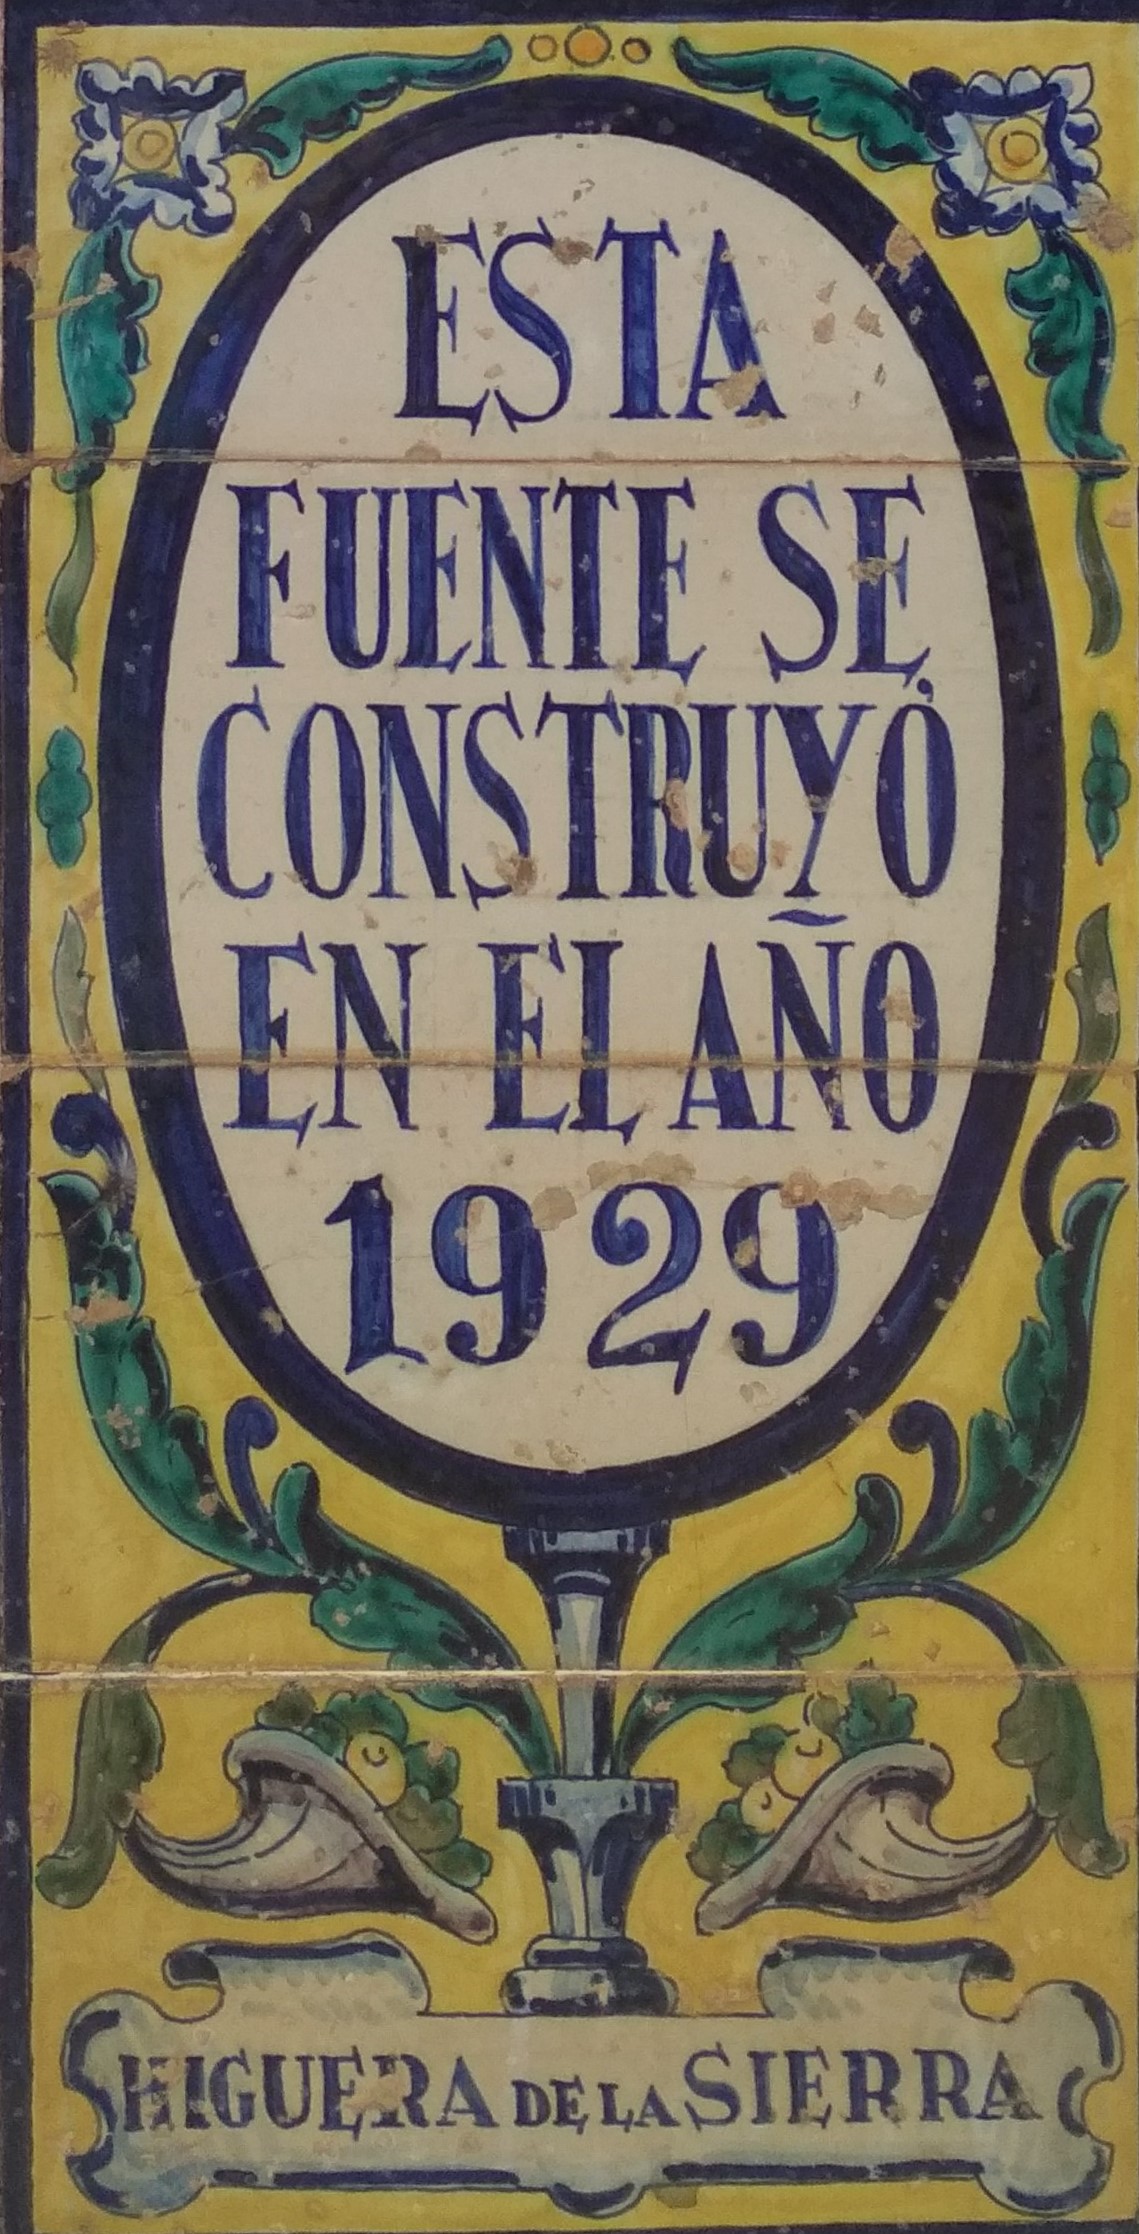 ESTA
FUENTE SE
CONSTRUYÓ
EN EL AÑO
1929
HIGUERA DE LA SIERRA